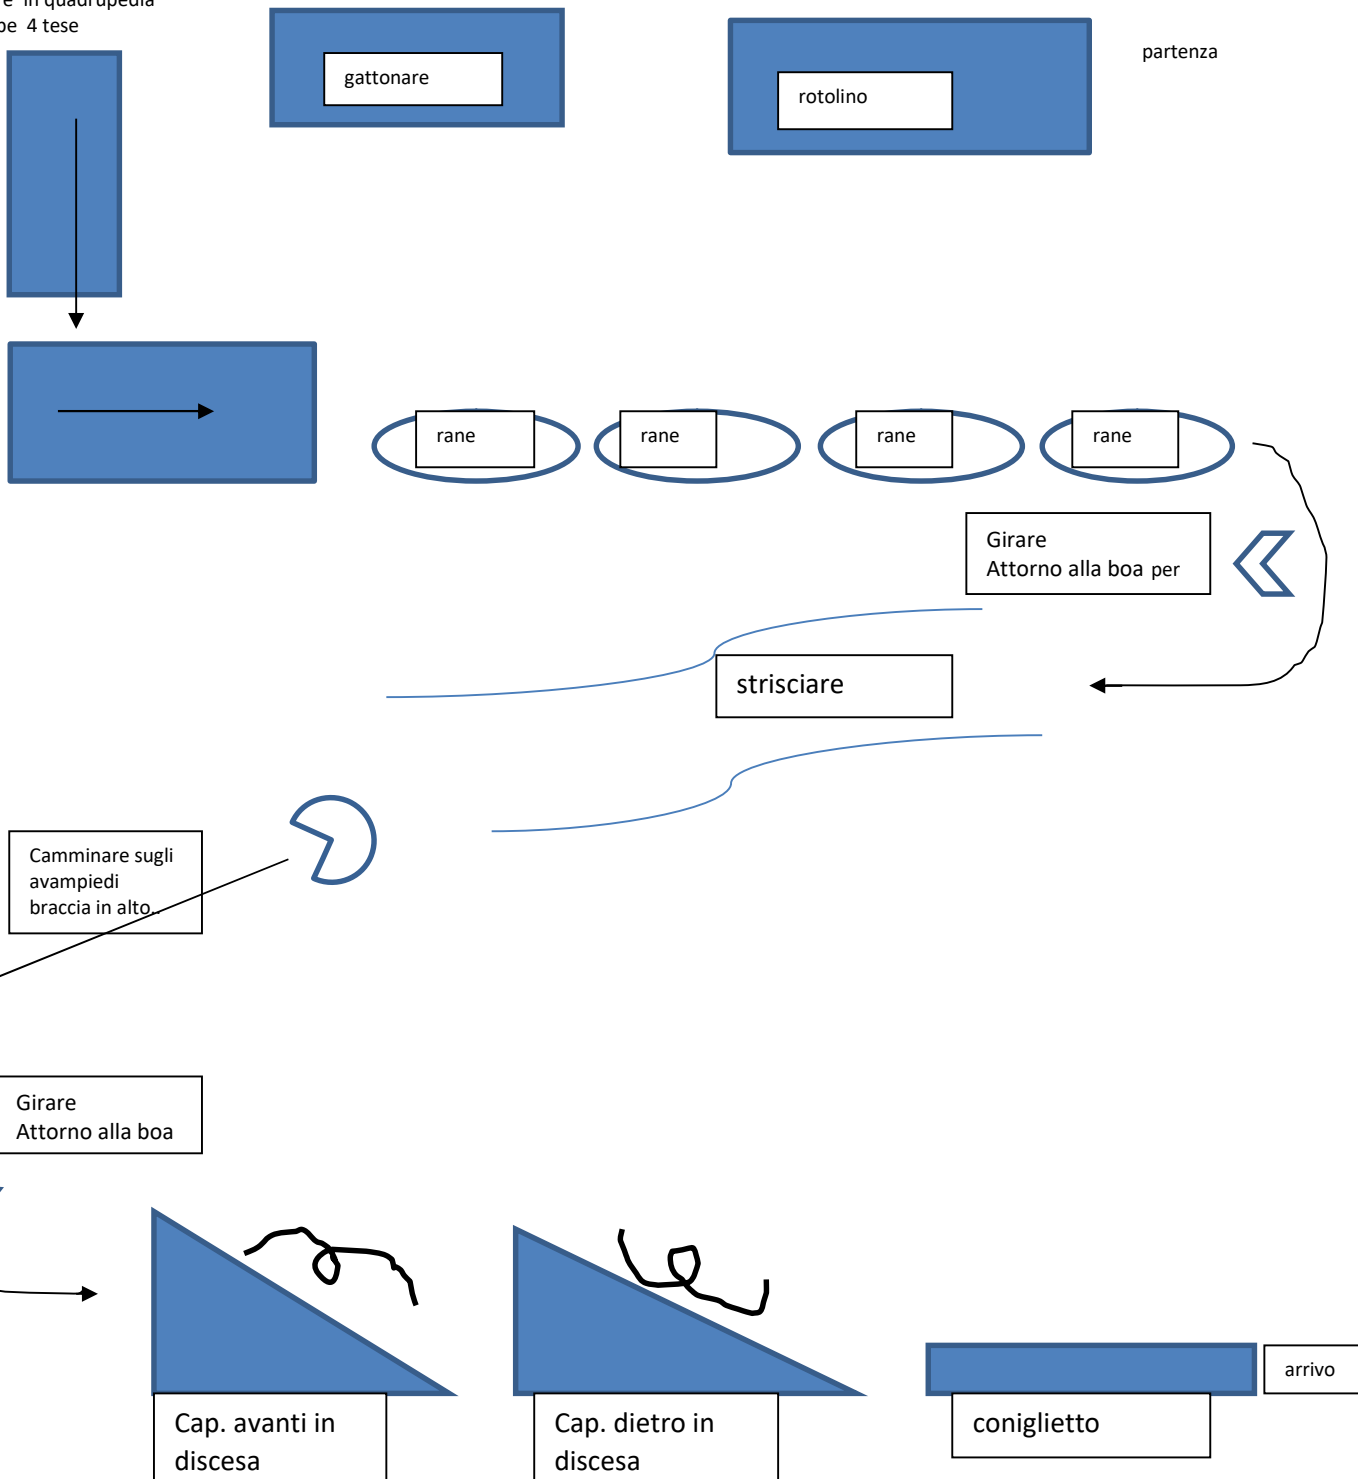 in quadrupedia
4 tese
gattonare
rotolino
partenza
rane
rane
rane
rane
Girare
Attorno alla boa per
strisciare
Camminare sugli
avampiedi
braccia in alto..
Girare
Attorno alla boa
Cap. avanti in
discesa
Cap. dietro in
discesa
coniglietto
arrivo